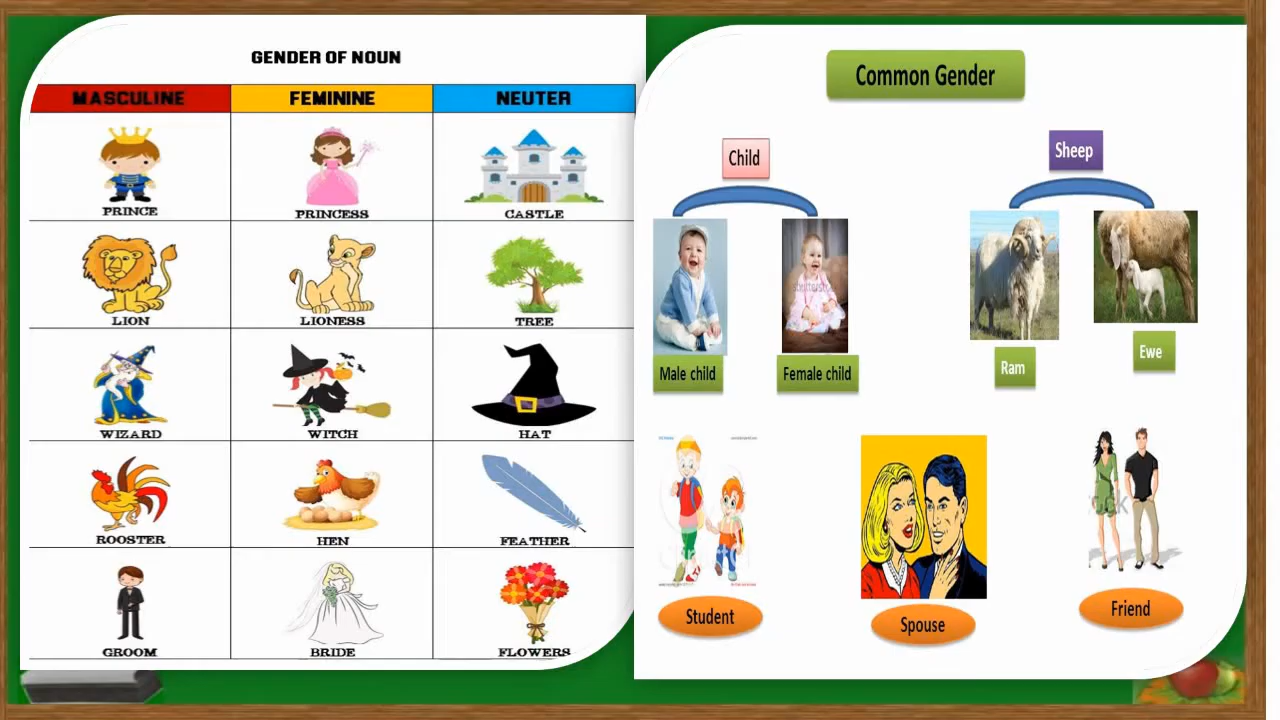 GENDER OF NOUN
MASCULINE FEMININE NEUTER
PRINCE PRINCESS CASTLE
LION LIONESS TREE
WIZARD WITCH HAT
ROOSTER HEN FEATHER
GROOM BRIDE FLOWERS
Common Gender
Child Sheep
Male child Female child Ram Ewe
Student Spouse Friend